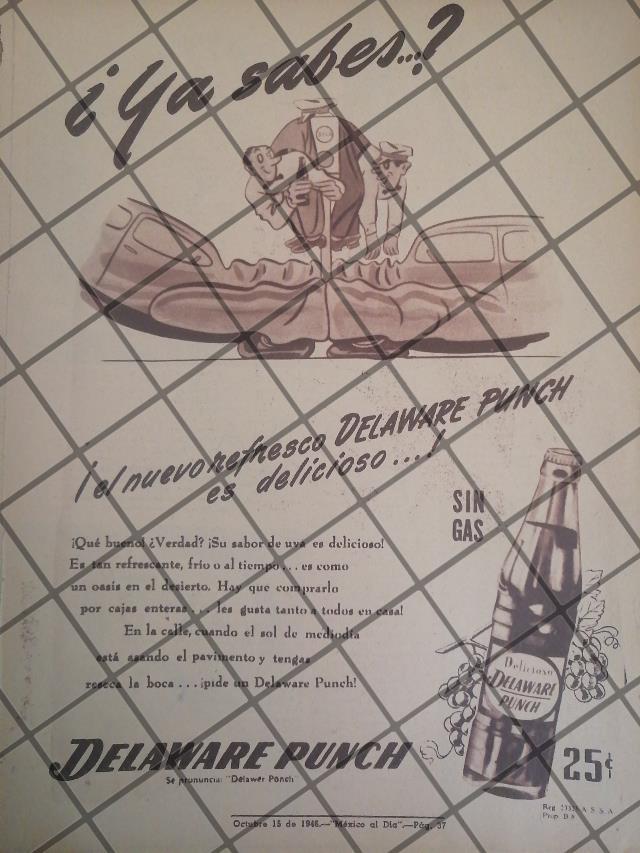 ¿Ya sabes...?
¡el nuevo refresco DELAWARE PUNCH
es delicioso...!
SIN
GAS
¡Qué bueno! ¿Verdad? ¡Su sabor de uva es delicioso!
Es tan refrescante, frío o al tiempo... es como
un oasis en el desierto. Hay que comprarlo
por cajas enteras... les gusta tanto a todos en casa!
En la calle, cuando el sol de mediodía
está asando el pavimento y tengas
reseca la boca... ¡pide un Delaware Punch!
Delicioso
DELAWARE
PUNCH
25¢
DELAWARE PUNCH
Se pronuncia: "Délawer Ponch"
Reg. S.S.A.
Prop. B
Octubre 15 de 1946.—"México al Día".—Pág. 37